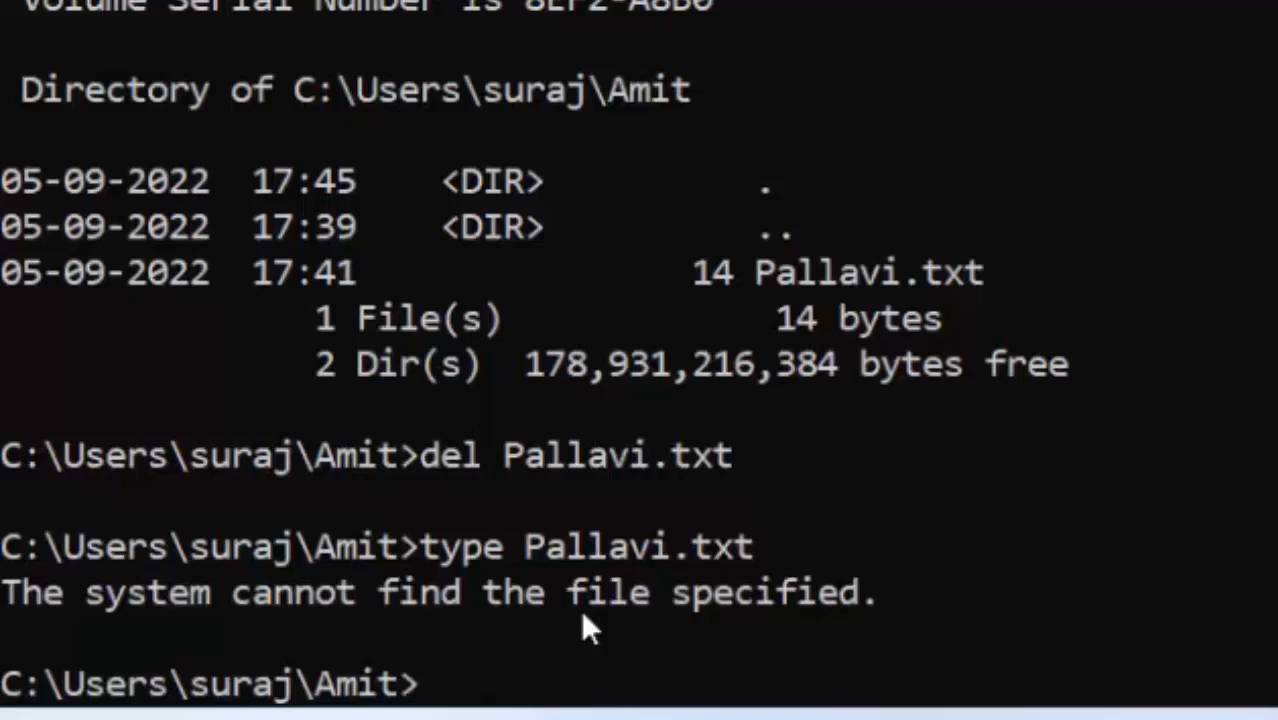 Volume Serial Number is 8EF2-A8B0
Directory of C:\Users\suraj\Amit
05-09-2022  17:45    <DIR>          .
05-09-2022  17:39    <DIR>          ..
05-09-2022  17:41                14 Pallavi.txt
1 File(s)             14 bytes
2 Dir(s)  178,931,216,384 bytes free
C:\Users\suraj\Amit>del Pallavi.txt
C:\Users\suraj\Amit>type Pallavi.txt
The system cannot find the file specified.
C:\Users\suraj\Amit>